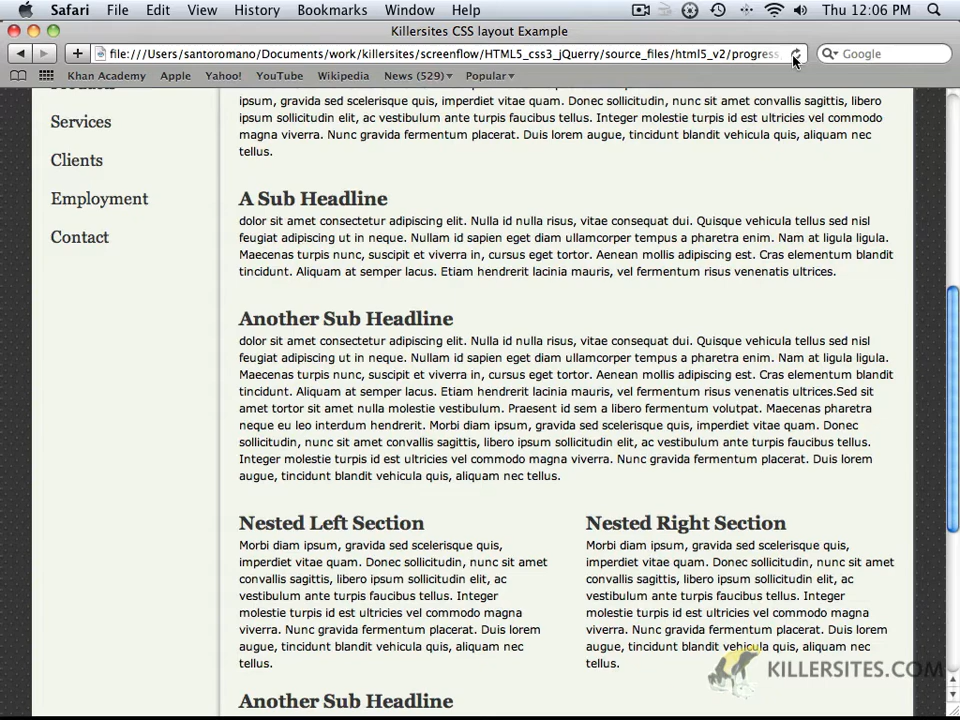 Safari File Edit View History Bookmarks Window Help Thu 12:06 PM
Killersites CSS layout Example
file:///Users/santoromano/Documents/work/killersites/screenflow/HTML5_css3_jQuerry/source_files/html5_v2/progress_ Google
Khan Academy Apple Yahoo! YouTube Wikipedia News (529) Popular
Services
Clients
Employment
Contact
ipsum, gravida sed scelerisque quis, imperdiet vitae quam. Donec sollicitudin, nunc sit amet convallis sagittis, libero
ipsum sollicitudin elit, ac vestibulum ante turpis faucibus tellus. Integer molestie turpis id est ultricies vel commodo
magna viverra. Nunc gravida fermentum placerat. Duis lorem augue, tincidunt blandit vehicula quis, aliquam nec
tellus.
A Sub Headline
dolor sit amet consectetur adipiscing elit. Nulla id nulla risus, vitae consequat dui. Quisque vehicula tellus sed nisl
feugiat adipiscing ut in neque. Nullam id sapien eget diam ullamcorper tempus a pharetra enim. Nam at ligula ligula.
Maecenas turpis nunc, suscipit et viverra in, cursus eget tortor. Aenean mollis adipiscing est. Cras elementum blandit
tincidunt. Aliquam at semper lacus. Etiam hendrerit lacinia mauris, vel fermentum risus venenatis ultrices.
Another Sub Headline
dolor sit amet consectetur adipiscing elit. Nulla id nulla risus, vitae consequat dui. Quisque vehicula tellus sed nisl
feugiat adipiscing ut in neque. Nullam id sapien eget diam ullamcorper tempus a pharetra enim. Nam at ligula ligula.
Maecenas turpis nunc, suscipit et viverra in, cursus eget tortor. Aenean mollis adipiscing est. Cras elementum blandit
tincidunt. Aliquam at semper lacus. Etiam hendrerit lacinia mauris, vel fermentum risus venenatis ultrices.Sed sit
amet tortor sit amet nulla molestie vestibulum. Praesent id sem a libero fermentum volutpat. Maecenas pharetra
neque eu leo interdum hendrerit. Morbi diam ipsum, gravida sed scelerisque quis, imperdiet vitae quam. Donec
sollicitudin, nunc sit amet convallis sagittis, libero ipsum sollicitudin elit, ac vestibulum ante turpis faucibus tellus.
Integer molestie turpis id est ultricies vel commodo magna viverra. Nunc gravida fermentum placerat. Duis lorem
augue, tincidunt blandit vehicula quis, aliquam nec tellus.
Nested Left Section
Morbi diam ipsum, gravida sed scelerisque quis,
imperdiet vitae quam. Donec sollicitudin, nunc sit amet
convallis sagittis, libero ipsum sollicitudin elit, ac
vestibulum ante turpis faucibus tellus. Integer
molestie turpis id est ultricies vel commodo magna
viverra. Nunc gravida fermentum placerat. Duis lorem
augue, tincidunt blandit vehicula quis, aliquam nec
tellus.
Nested Right Section
Morbi diam ipsum, gravida sed scelerisque quis,
imperdiet vitae quam. Donec sollicitudin, nunc sit amet
convallis sagittis, libero ipsum sollicitudin elit, ac
vestibulum ante turpis faucibus tellus. Integer
molestie turpis id est ultricies vel commodo magna
viverra. Nunc gravida fermentum placerat. Duis lorem
augue, tincidunt blandit vehicula quis, aliquam nec
tellus.
Another Sub Headline
KILLERSITES.COM